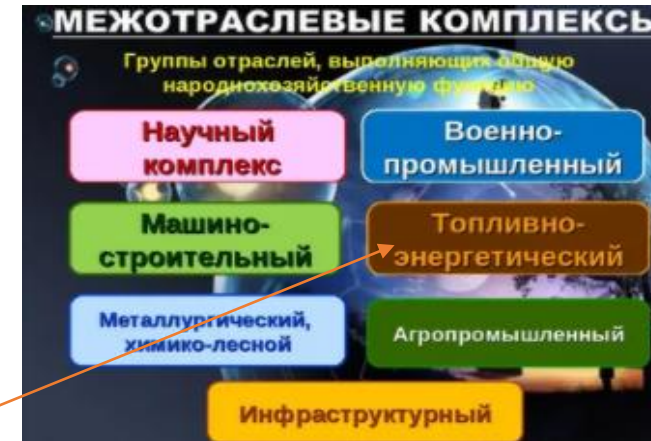 МЕЖОТРАСЛЕВЫЕ КОМПЛЕКСЫ
Группы отраслей, выполняющих общую
народнохозяйственную функцию
Научный
комплекс
Военно-
промышленный
Машино-
строительный
Топливно-
энергетический
Металлургический,
химико-лесной
Агропромышленный
Инфраструктурный